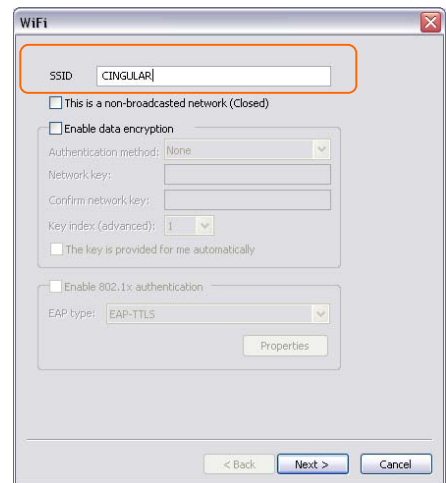 WiFi
SSID CINGULAR
This is a non-broadcasted network (Closed)
Enable data encryption
Authentication method: None
Network key:
Confirm network key:
Key index (advanced): 1
The key is provided for me automatically
Enable 802.1x authentication
EAP type: EAP-TTLS
Properties
< Back Next > Cancel